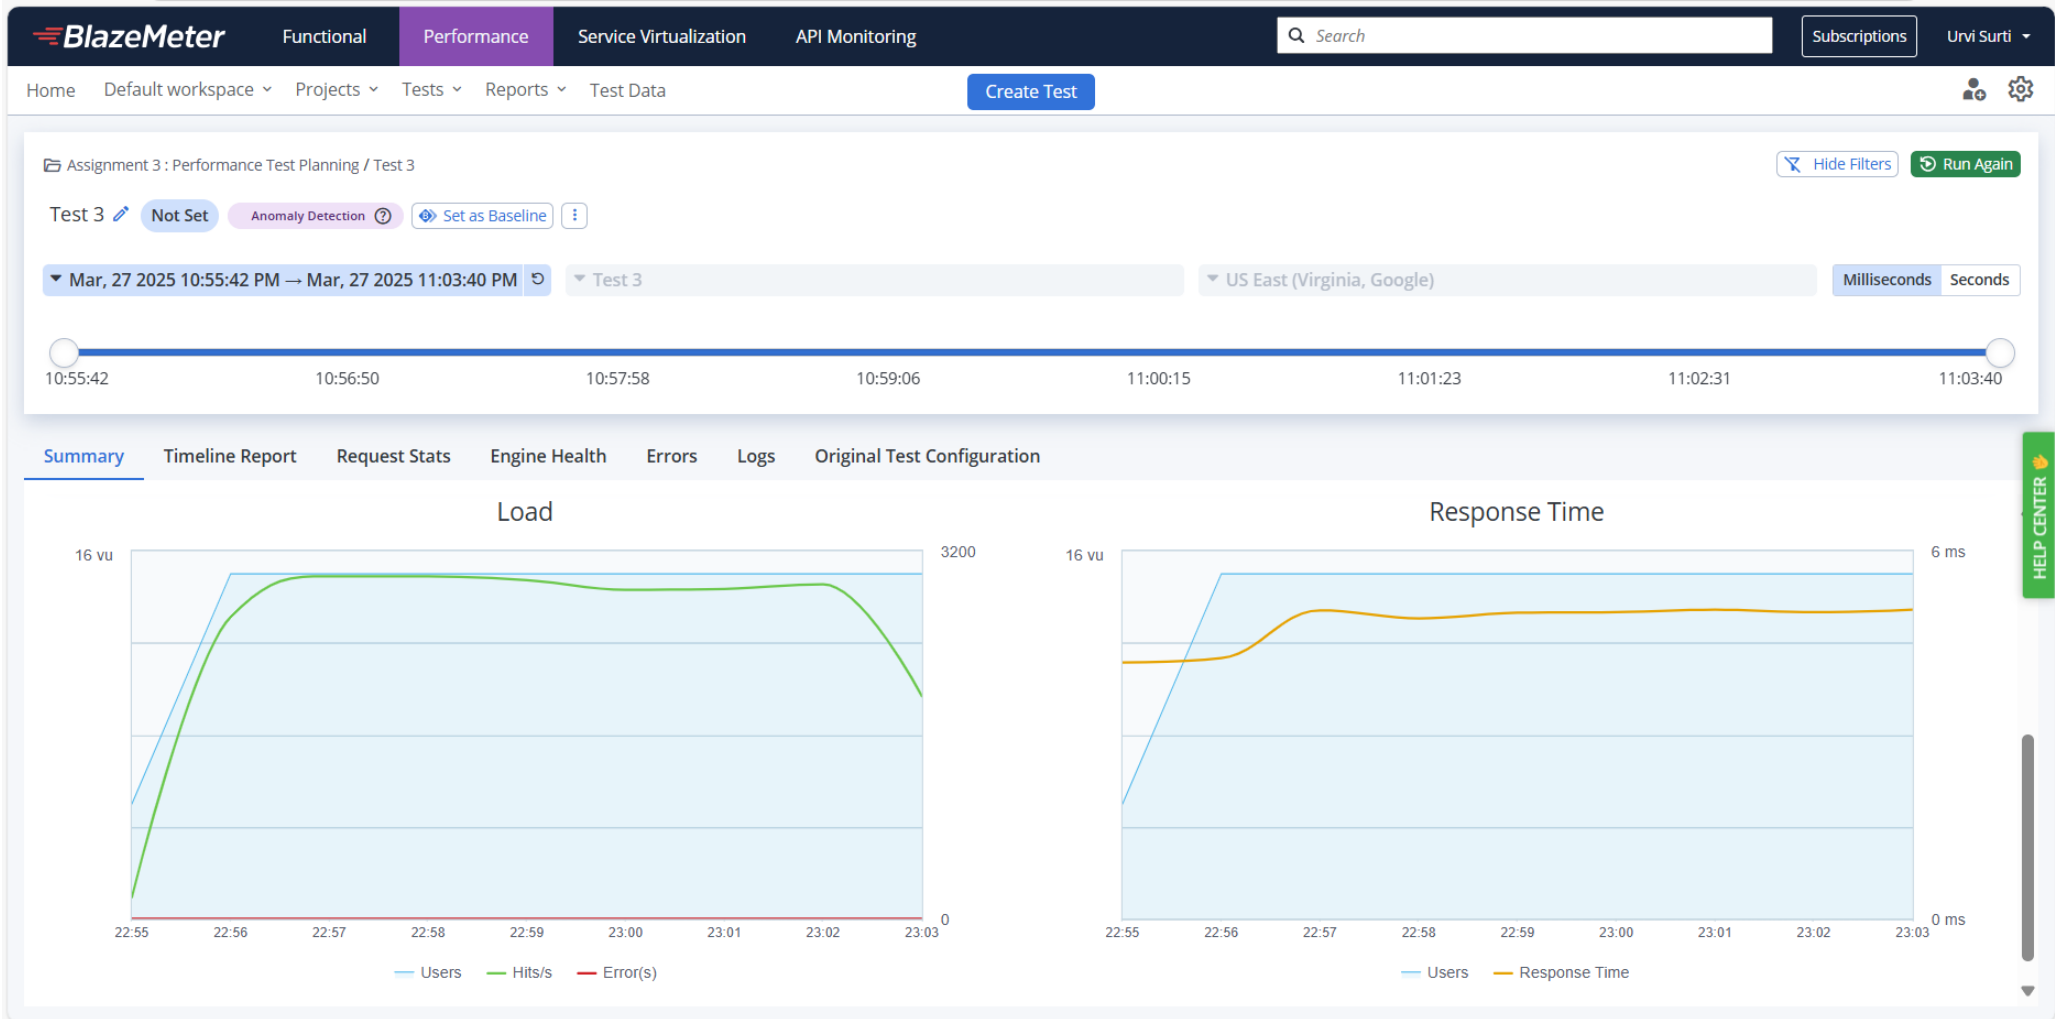 BlazeMeter Functional Performance Service Virtualization API Monitoring Search Subscriptions Urvi Surti
Home Default workspace Projects Tests Reports Test Data Create Test
Assignment 3 : Performance Test Planning / Test 3 Hide Filters Run Again
Test 3 Not Set Anomaly Detection ? Set as Baseline
Mar, 27 2025 10:55:42 PM → Mar, 27 2025 11:03:40 PM Test 3 US East (Virginia, Google) Milliseconds Seconds
10:55:42 10:56:50 10:57:58 10:59:06 11:00:15 11:01:23 11:02:31 11:03:40
Summary Timeline Report Request Stats Engine Health Errors Logs Original Test Configuration
HELP CENTER
Load
16 vu 3200
0
22:55 22:56 22:57 22:58 22:59 23:00 23:01 23:02 23:03
Users Hits/s Error(s)
Response Time
16 vu 6 ms
0 ms
22:55 22:56 22:57 22:58 22:59 23:00 23:01 23:02 23:03
Users Response Time